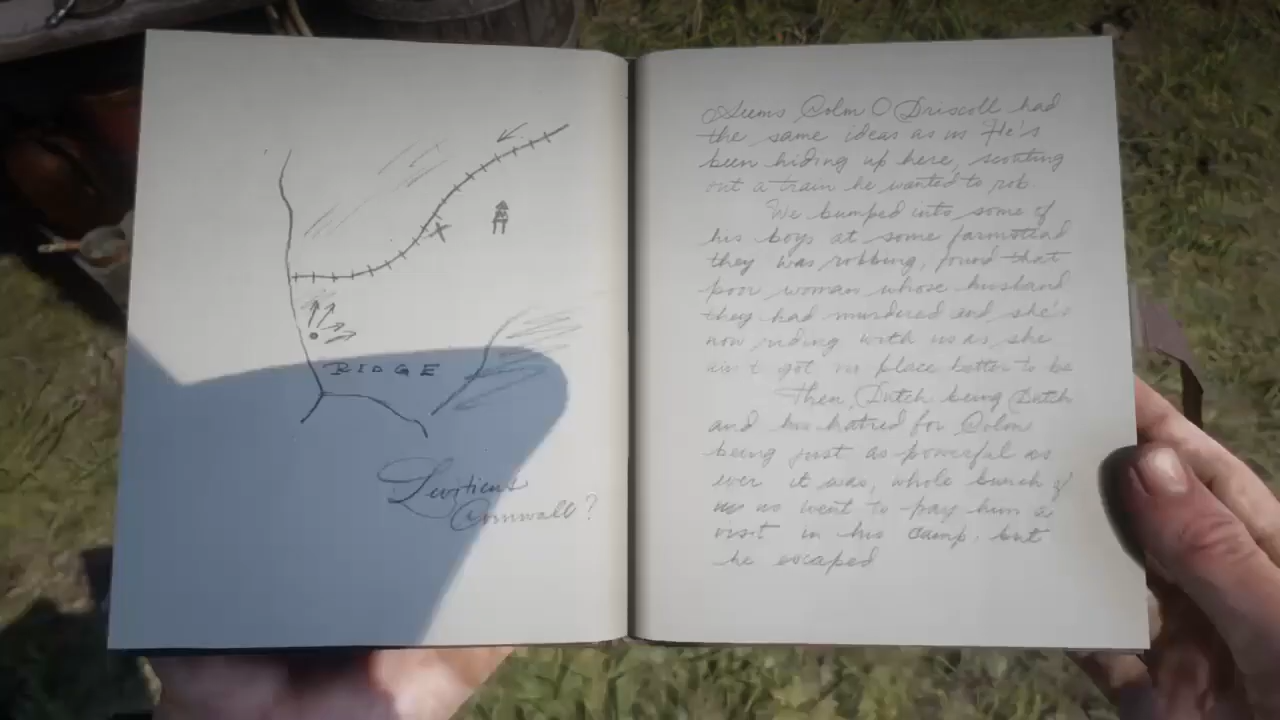 RIDGE
Leviticus
Cornwall?
Seems Colm O Driscoll had
the same ideas as us He's
been hiding up here, scouting
out a train he wanted to rob
We bumped into some of
his boys at some farmstead
they was robbing, found that
poor woman whose husband
they had murdered and she's
now riding with us as she
ain't got no place better to be
Then, Dutch being Dutch
and his hatred for Colm
being just as powerful as
ever it was, whole bunch of
us went to pay him a
visit in his camp, but
he escaped